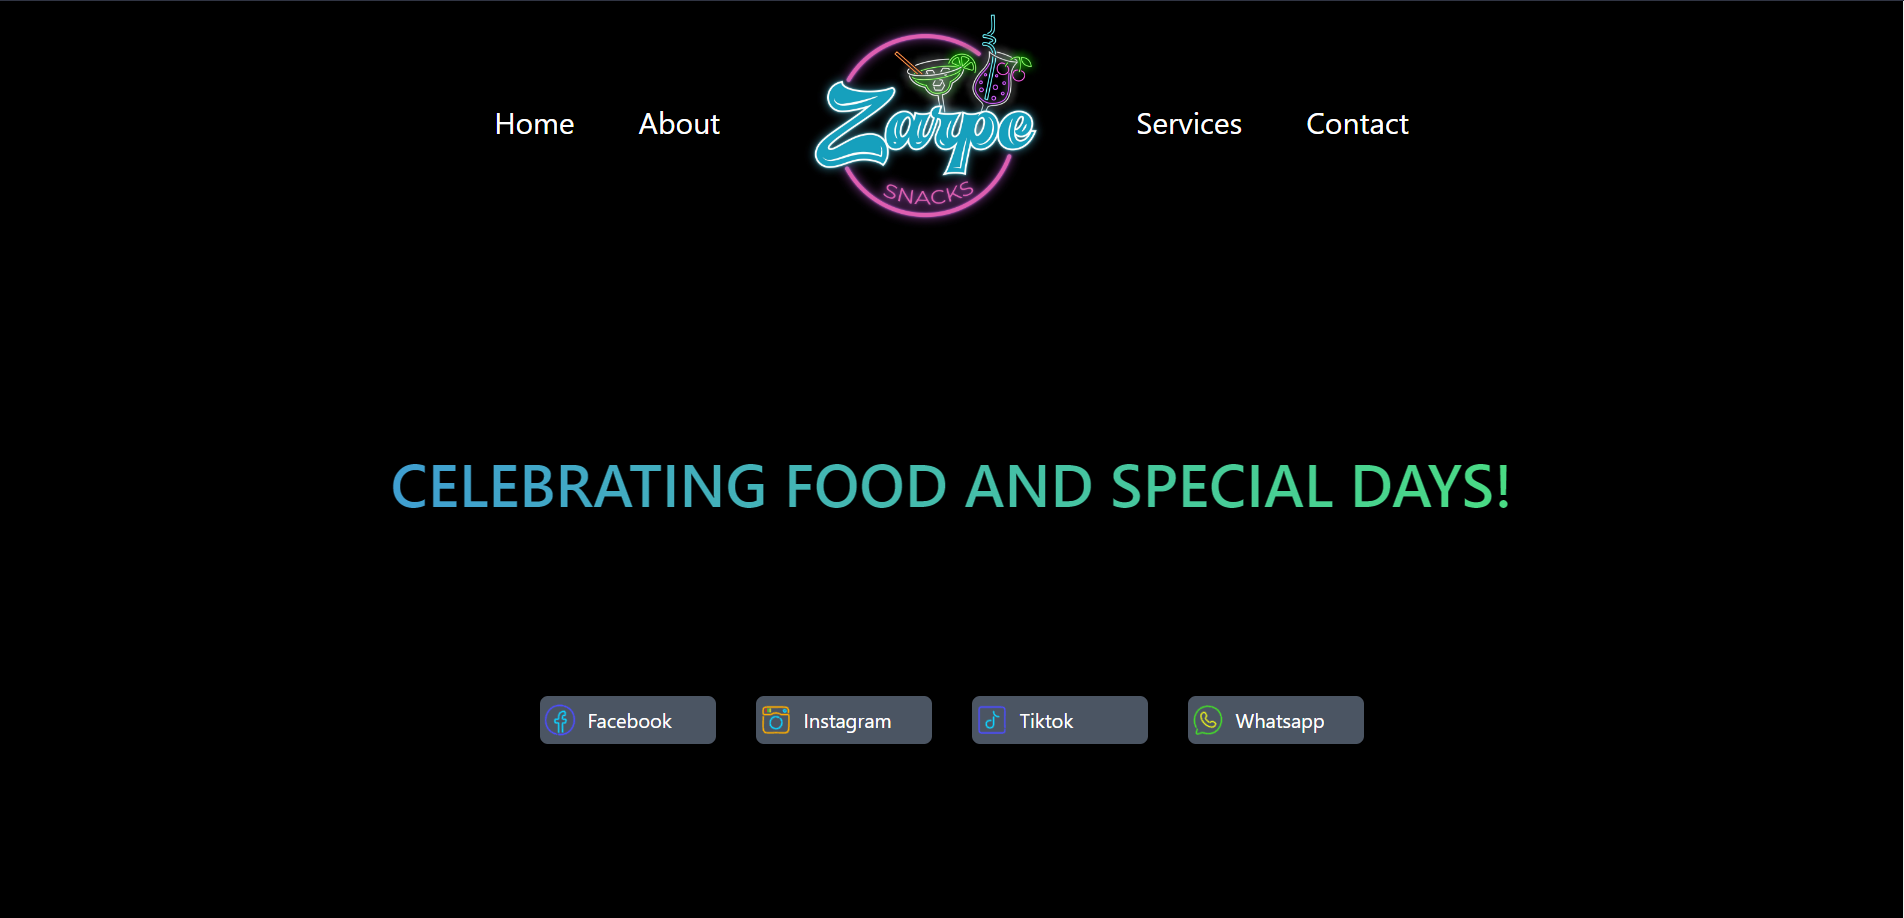 Home About Zarpe Services Contact
SNACKS
CELEBRATING FOOD AND SPECIAL DAYS!
Facebook Instagram Tiktok Whatsapp